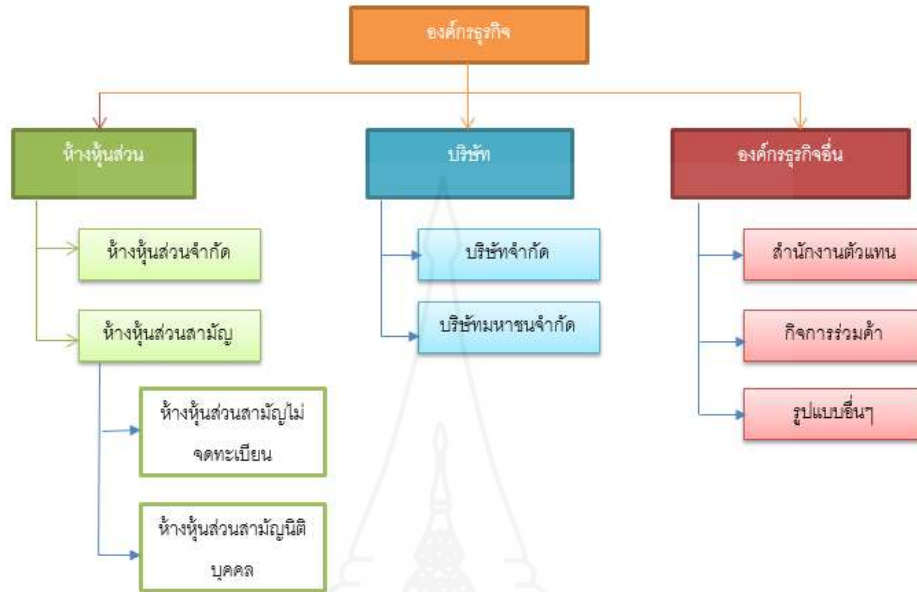 องค์กรธุรกิจ
ห้างหุ้นส่วน
บริษัท
องค์กรธุรกิจอื่น
ห้างหุ้นส่วนจำกัด
บริษัทจำกัด
สำนักงานตัวแทน
ห้างหุ้นส่วนสามัญ
บริษัทมหาชนจำกัด
กิจการร่วมค้า
ห้างหุ้นส่วนสามัญไม่
จดทะเบียน
รูปแบบอื่นๆ
ห้างหุ้นส่วนสามัญนิติ
บุคคล